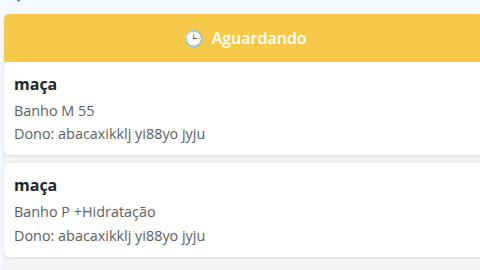 Aguardando
maça
Banho M 55
Dono: abacaxikklj yi88yo jyju
maça
Banho P +Hidratação
Dono: abacaxikklj yi88yo jyju